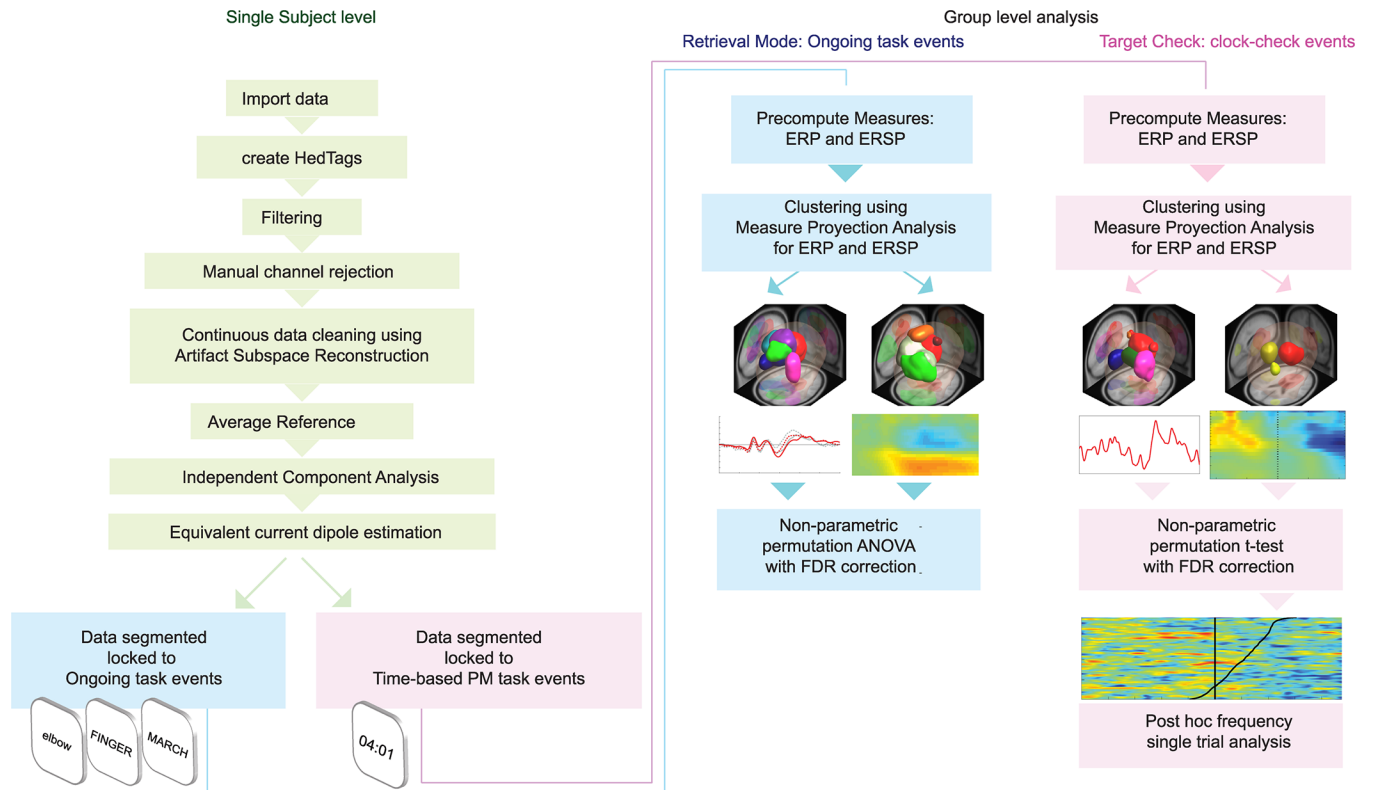 Single Subject level
Import data
create HedTags
Filtering
Manual channel rejection
Continuous data cleaning using
Artifact Subspace Reconstruction
Average Reference
Independent Component Analysis
Equivalent current dipole estimation
Data segmented
locked to
Ongoing task events
elbow
FINGER
MARCH
Data segmented
locked to
Time-based PM task events
04:01
Group level analysis
Retrieval Mode: Ongoing task events
Precompute Measures:
ERP and ERSP
Clustering using
Measure Proyection Analysis
for ERP and ERSP
Non-parametric
permutation ANOVA
with FDR correction
Target Check: clock-check events
Precompute Measures:
ERP and ERSP
Clustering using
Measure Proyection Analysis
for ERP and ERSP
Non-parametric
permutation t-test
with FDR correction
Post hoc frequency
single trial analysis